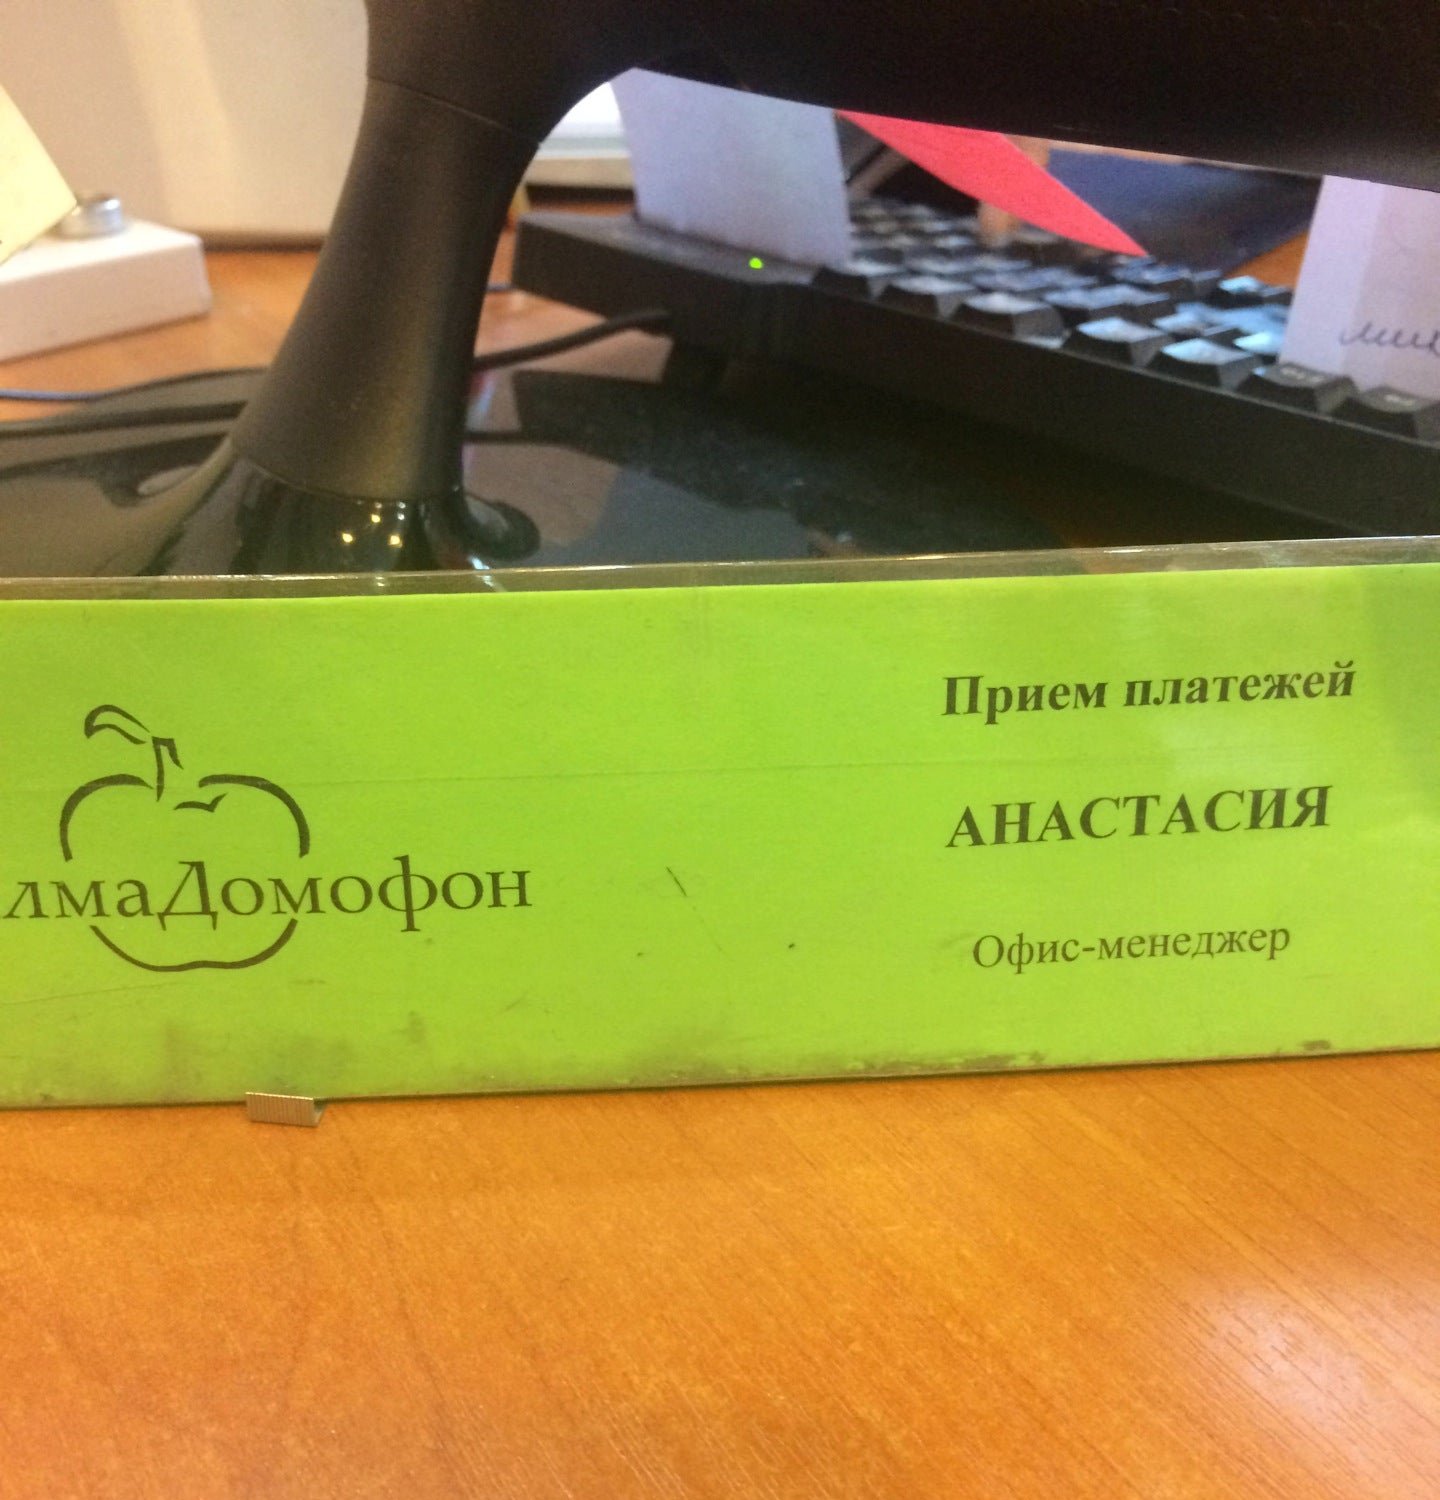 Прием платежей
лмаДомофон
АНАСТАСИЯ
Офис-менеджер